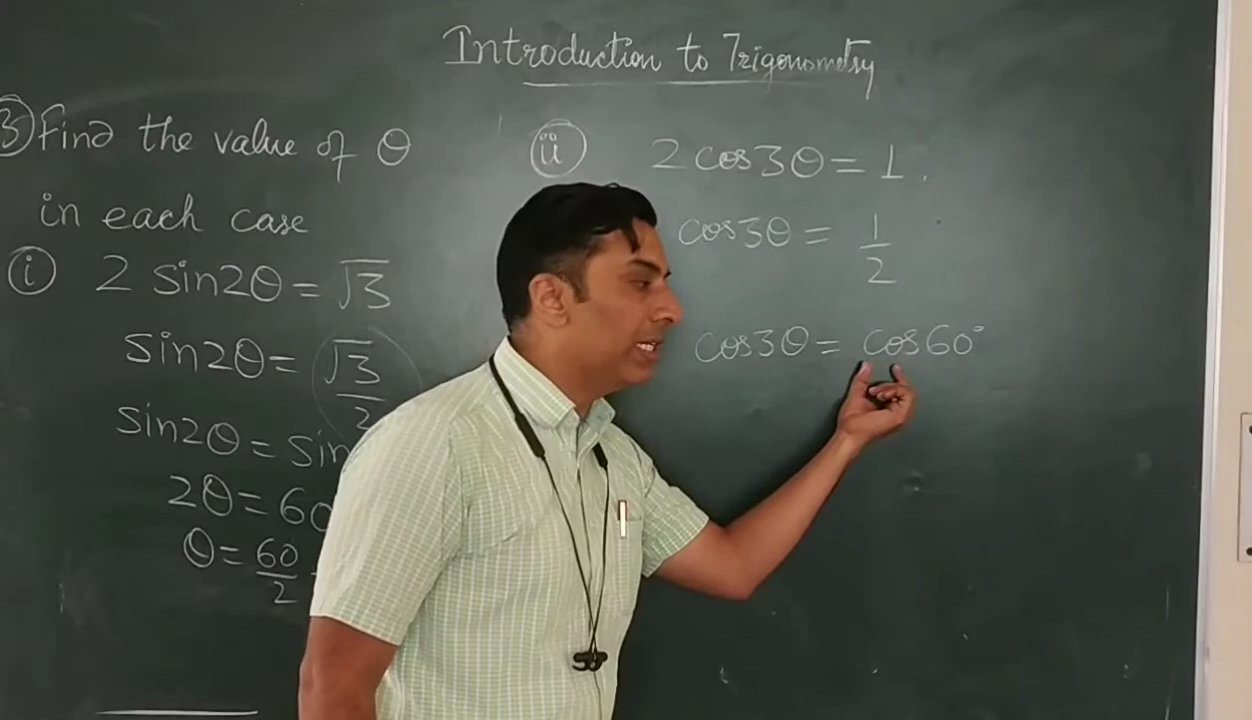 Introduction to Trigonometry
3) Find the value of θ
in each case
(i) 2 sin2θ = √3
sin2θ = √3/2
sin2θ = sin
2θ = 60
θ = 60/2
(ii) 2 cos3θ = 1.
cos3θ = 1/2
cos3θ = cos60°